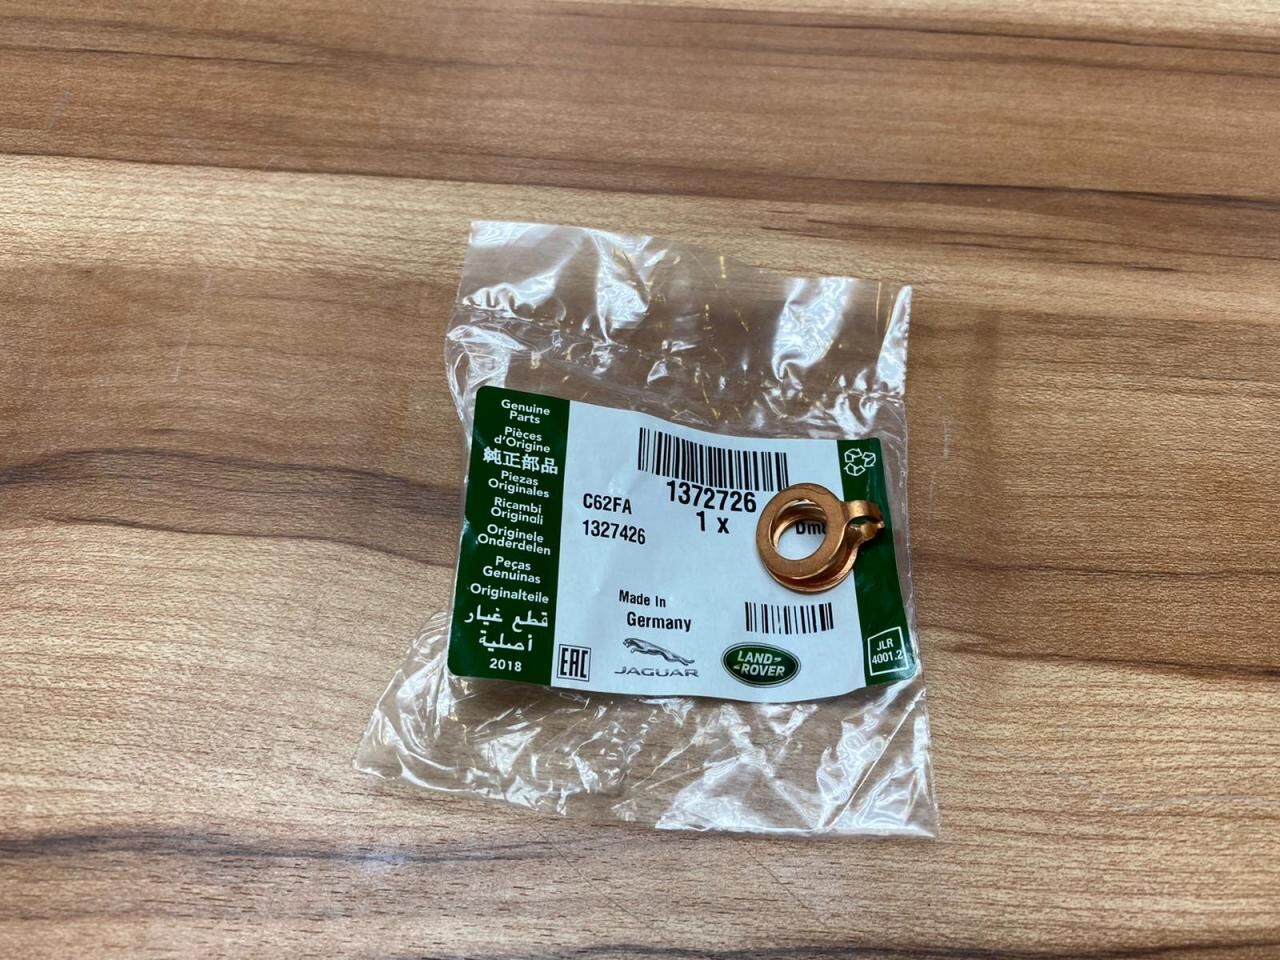 Genuine
Parts
Pièces
d'Origine
純正部品
Piezas
Originales
Ricambi
Originali
Originele
Onderdelen
Peças
Genuinas
Originalteile
قطع غيار
أصلية
2018
1372726
C62FA
1 x
1327426
Made In
Germany
EAC
JAGUAR
LAND
ROVER
JLR
4001.2